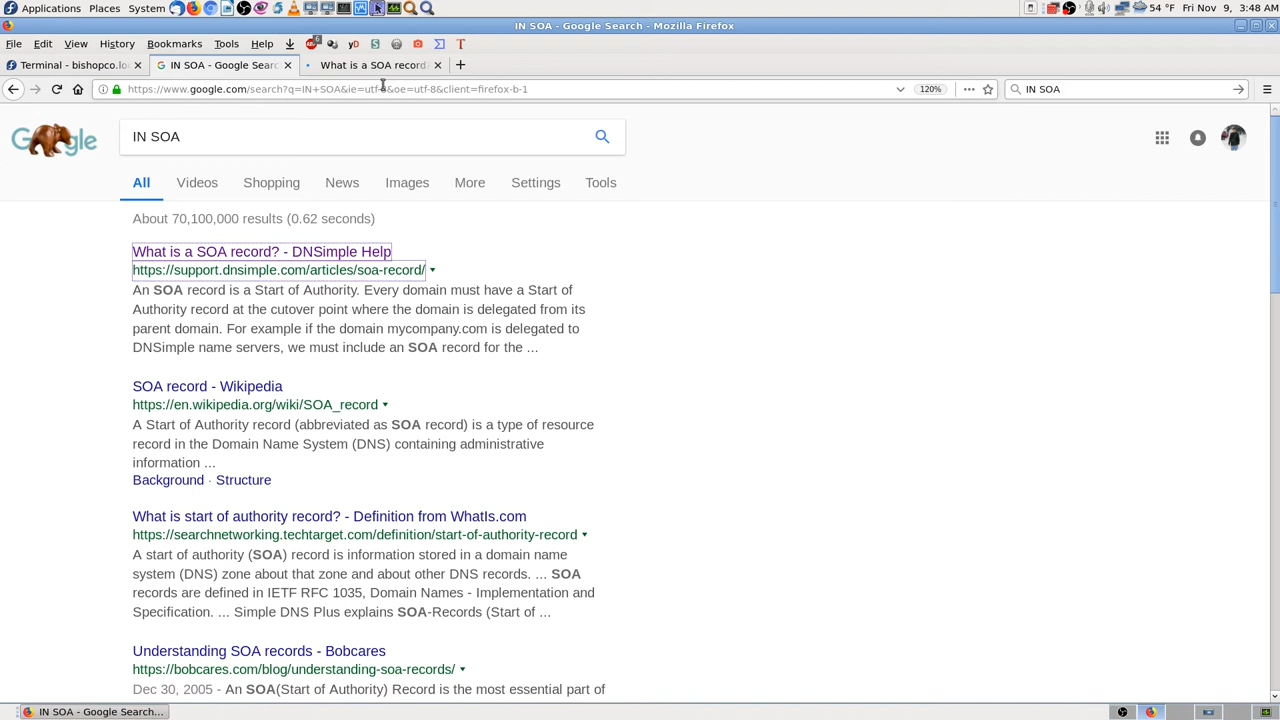 Applications Places System 54 °F Fri Nov 9, 3:48 AM
IN SOA - Google Search - Mozilla Firefox
File Edit View History Bookmarks Tools Help 6 yD S T
Terminal - bishopco.lo IN SOA - Google Searc What is a SOA record
https://www.google.com/search?q=IN+SOA&ie=utf-8&oe=utf-8&client=firefox-b-1 120% IN SOA
IN SOA
All Videos Shopping News Images More Settings Tools
About 70,100,000 results (0.62 seconds)
What is a SOA record? - DNSimple Help
https://support.dnsimple.com/articles/soa-record/
An SOA record is a Start of Authority. Every domain must have a Start of
Authority record at the cutover point where the domain is delegated from its
parent domain. For example if the domain mycompany.com is delegated to
DNSimple name servers, we must include an SOA record for the ...
SOA record - Wikipedia
https://en.wikipedia.org/wiki/SOA_record
A Start of Authority record (abbreviated as SOA record) is a type of resource
record in the Domain Name System (DNS) containing administrative
information ...
Background · Structure
What is start of authority record? - Definition from WhatIs.com
https://searchnetworking.techtarget.com/definition/start-of-authority-record
A start of authority (SOA) record is information stored in a domain name
system (DNS) zone about that zone and about other DNS records. ... SOA
records are defined in IETF RFC 1035, Domain Names - Implementation and
Specification. ... Simple DNS Plus explains SOA-Records (Start of ...
Understanding SOA records - Bobcares
https://bobcares.com/blog/understanding-soa-records/
Dec 30, 2005 - An SOA(Start of Authority) Record is the most essential part of
IN SOA - Google Search...